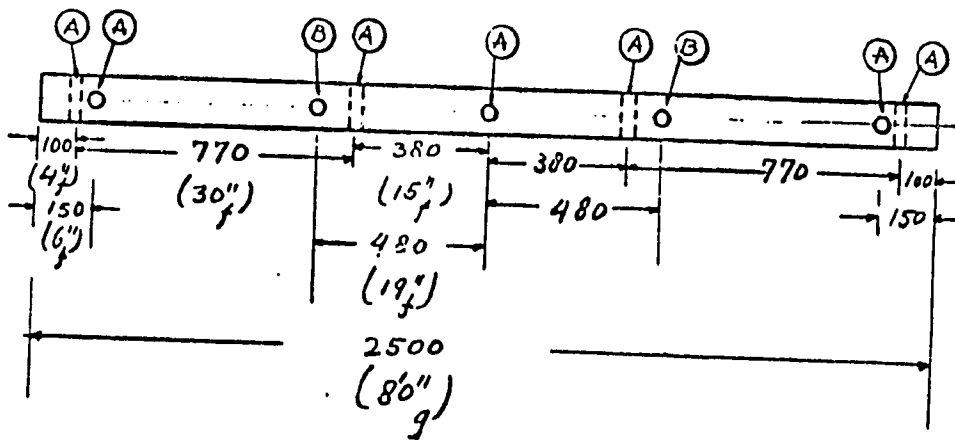 A A B A A A B A A
100 770 380 380 770 100
(4"f) (30"f) (15"f)
150 480 150
(6"f)
480
(19"f)
2500
(8'0"g)